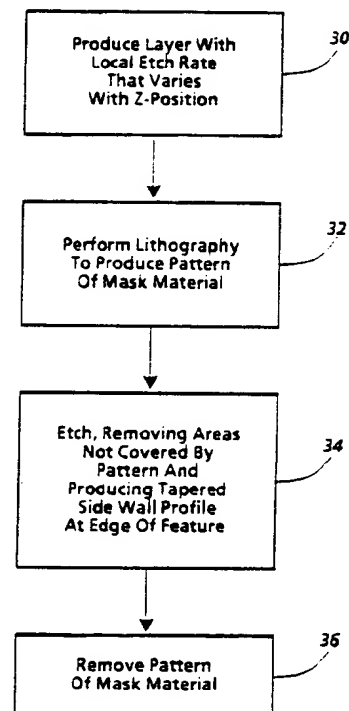 Produce Layer With
Local Etch Rate
That Varies
With Z-Position
30
Perform Lithography
To Produce Pattern
Of Mask Material
32
Etch, Removing Areas
Not Covered By
Pattern And
Producing Tapered
Side Wall Profile
At Edge Of Feature
34
Remove Pattern
Of Mask Material
36